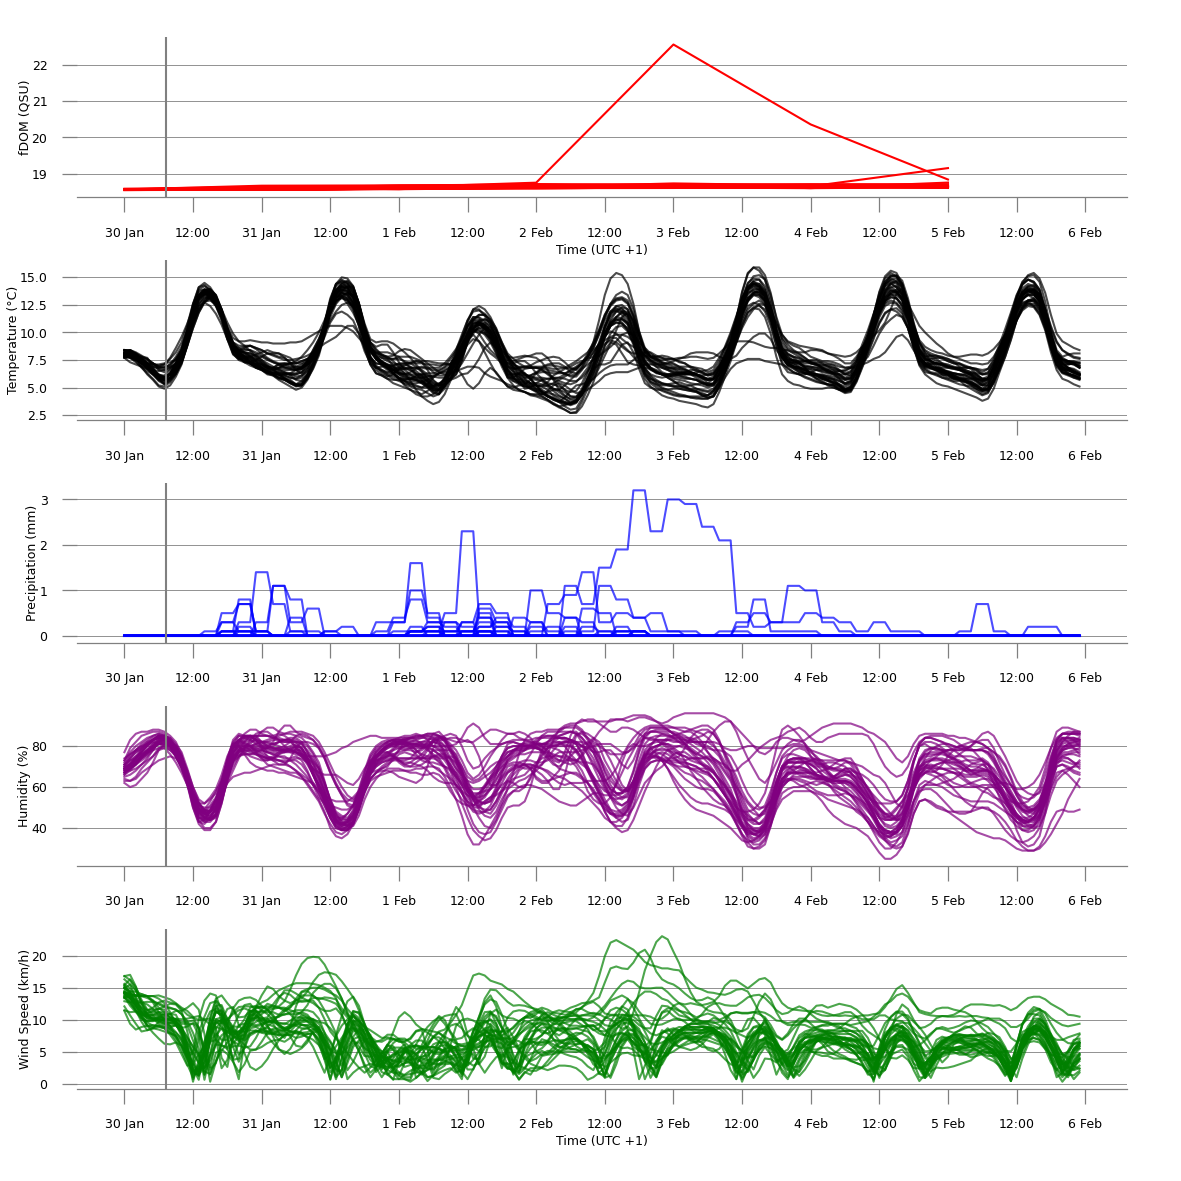 22
21
20
19
fDOM (QSU)
30 Jan 12:00 31 Jan 12:00 1 Feb 12:00 2 Feb 12:00 3 Feb 12:00 4 Feb 12:00 5 Feb 12:00 6 Feb
Time (UTC +1)
15.0
12.5
10.0
7.5
5.0
2.5
Temperature (°C)
30 Jan 12:00 31 Jan 12:00 1 Feb 12:00 2 Feb 12:00 3 Feb 12:00 4 Feb 12:00 5 Feb 12:00 6 Feb
3
2
1
0
Precipitation (mm)
30 Jan 12:00 31 Jan 12:00 1 Feb 12:00 2 Feb 12:00 3 Feb 12:00 4 Feb 12:00 5 Feb 12:00 6 Feb
80
60
40
Humidity (%)
30 Jan 12:00 31 Jan 12:00 1 Feb 12:00 2 Feb 12:00 3 Feb 12:00 4 Feb 12:00 5 Feb 12:00 6 Feb
20
15
10
5
0
Wind Speed (km/h)
30 Jan 12:00 31 Jan 12:00 1 Feb 12:00 2 Feb 12:00 3 Feb 12:00 4 Feb 12:00 5 Feb 12:00 6 Feb
Time (UTC +1)